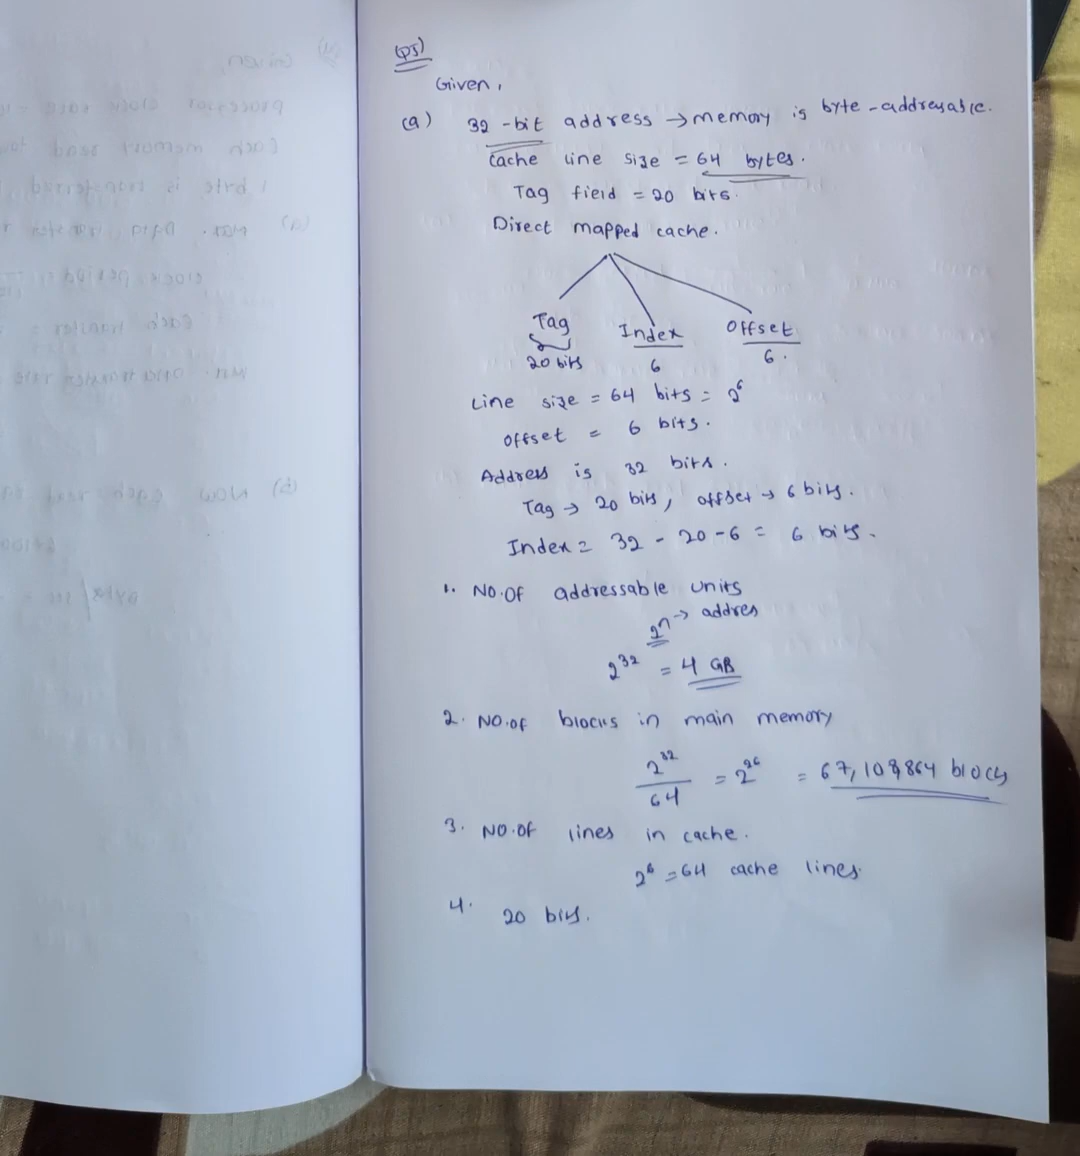 Q5)
Given,
(a) 32-bit address → memory is byte-addressable.
Cache line size = 64 bytes.
Tag field = 20 bits.
Direct mapped cache.
Tag Index Offset
20 bits 6 6.
Line size = 64 bits = 2^6
Offset = 6 bits.
Address is 32 bits.
Tag → 20 bits, offset → 6 bits.
Index = 32 - 20 - 6 = 6 bits.
1. NO.OF addressable units
2^n → addres
2^32 = 4 GB
2. NO.of blocks in main memory
2^32 / 64 = 2^26 = 67,108,864 blocks
3. NO.OF lines in cache.
2^6 = 64 cache lines.
4. 20 bits.